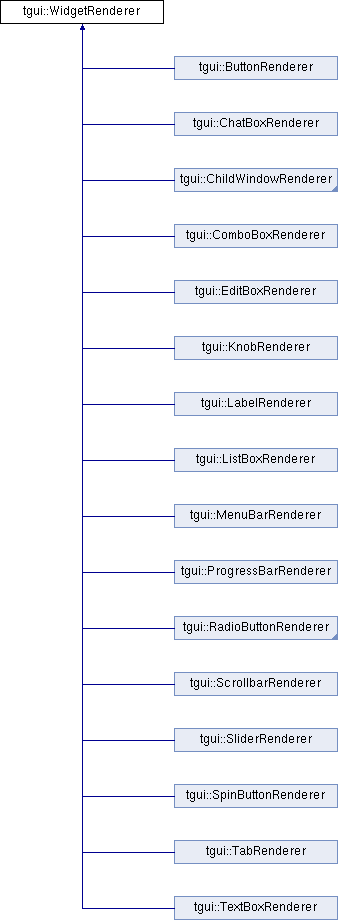 tgui::WidgetRenderer
tgui::ButtonRenderer
tgui::ChatBoxRenderer
tgui::ChildWindowRenderer
tgui::ComboBoxRenderer
tgui::EditBoxRenderer
tgui::KnobRenderer
tgui::LabelRenderer
tgui::ListBoxRenderer
tgui::MenuBarRenderer
tgui::ProgressBarRenderer
tgui::RadioButtonRenderer
tgui::ScrollbarRenderer
tgui::SliderRenderer
tgui::SpinButtonRenderer
tgui::TabRenderer
tgui::TextBoxRenderer